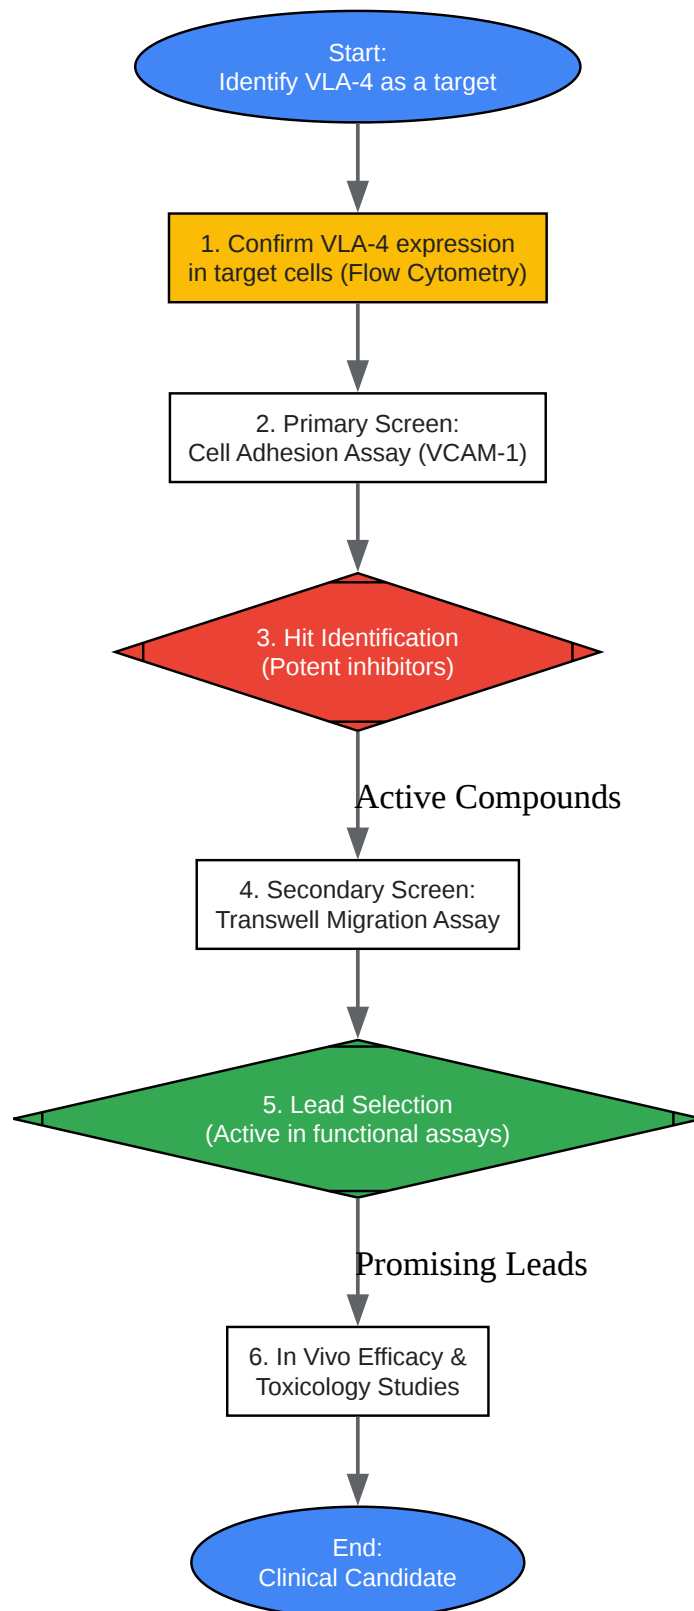 Start:
Identify VLA-4 as a target
1. Confirm VLA-4 expression
in target cells (Flow Cytometry)
2. Primary Screen:
Cell Adhesion Assay (VCAM-1)
3. Hit Identification
(Potent inhibitors)
Active Compounds
4. Secondary Screen:
Transwell Migration Assay
5. Lead Selection
(Active in functional assays)
Promising Leads
6. In Vivo Efficacy &
Toxicology Studies
End:
Clinical Candidate